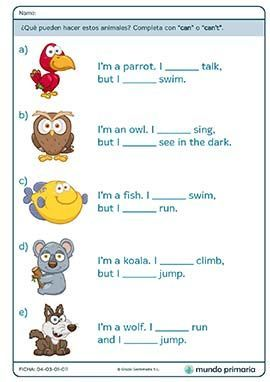 Name:
¿Qué pueden hacer estos animales? Completa con "can" o "can't".
a)
I'm a parrot. I ______ talk,
but I ______ swim.
b)
I'm an owl. I ______ sing,
but I ______ see in the dark.
c)
I'm a fish. I ______ swim,
but I ______ run.
d)
I'm a koala. I ______ climb,
but I ______ jump.
e)
I'm a wolf. I ______ run
and I ______ jump.
FICHA: 04-03-01-011
© Grupo Gesfomedia S.L.
mundo primaria